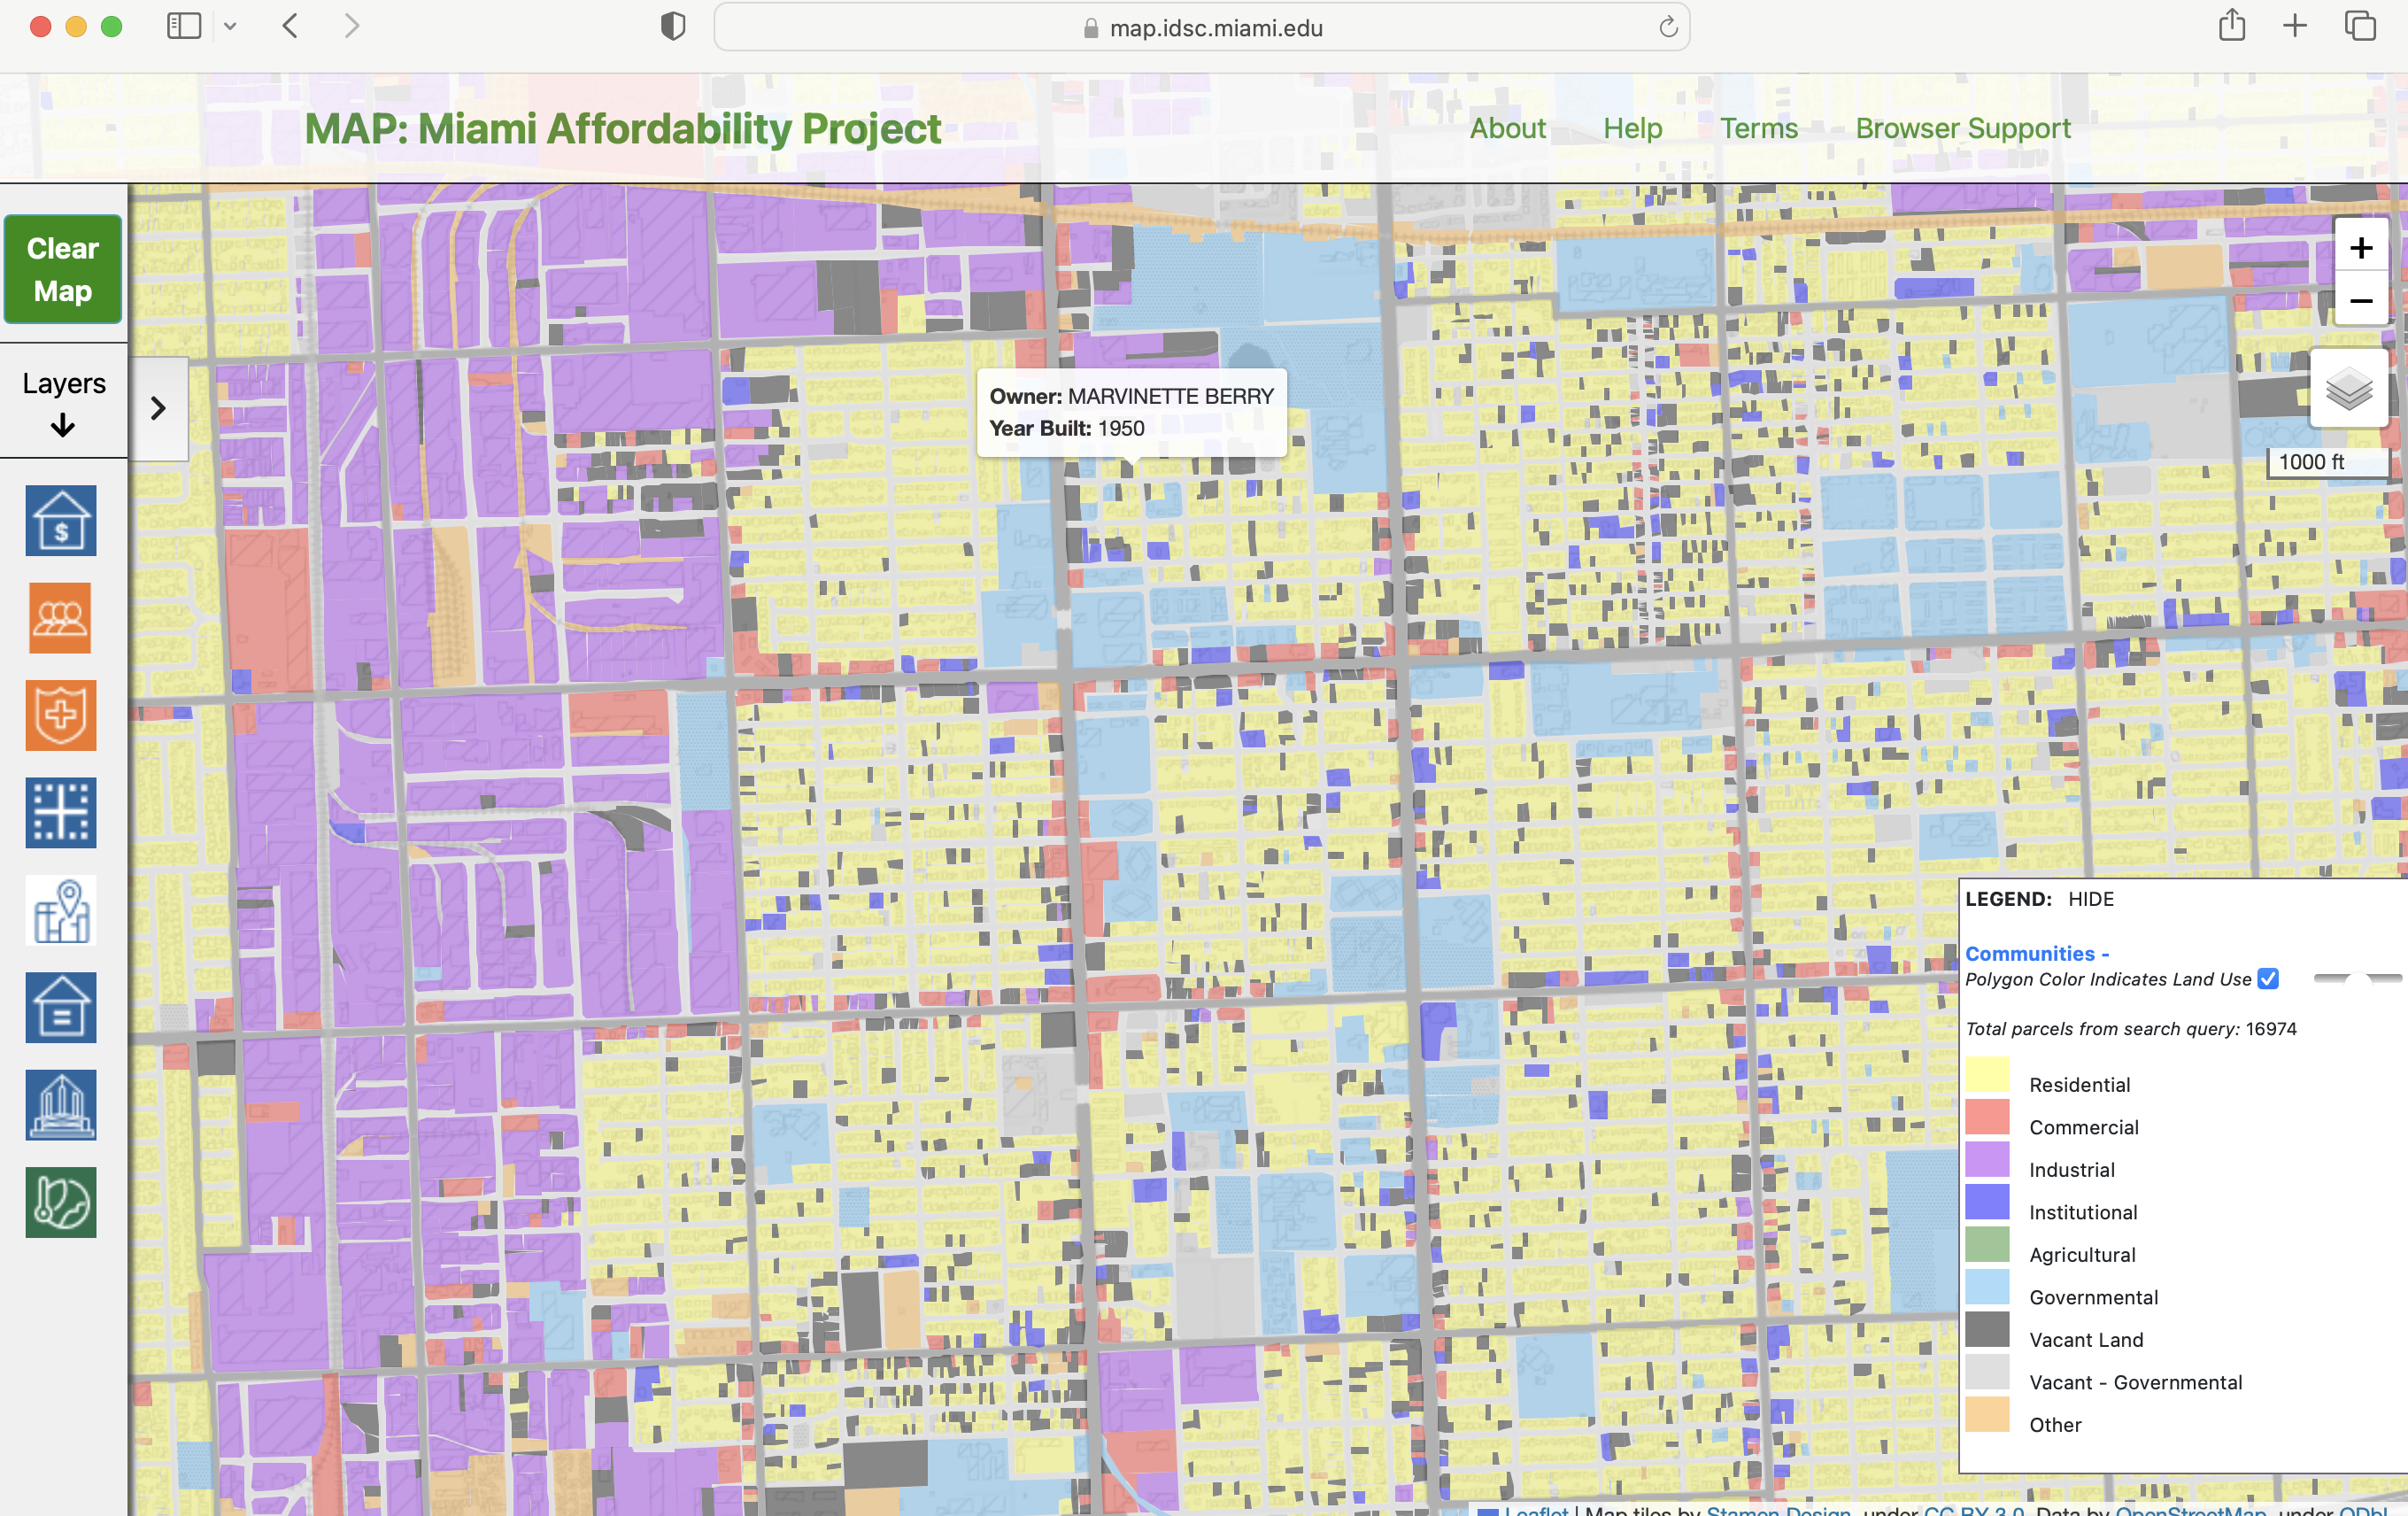 map.idsc.miami.edu
MAP: Miami Affordability Project
About Help Terms Browser Support
Clear
Map
Layers
Owner: MARVINETTE BERRY
Year Built: 1950
+
−
1000 ft
LEGEND: HIDE
Communities -
Polygon Color Indicates Land Use
Total parcels from search query: 16974
Residential
Commercial
Industrial
Institutional
Agricultural
Governmental
Vacant Land
Vacant - Governmental
Other
Leaflet | Map tiles by Stamen Design, under CC BY 3.0. Data by OpenStreetMap, under ODbL